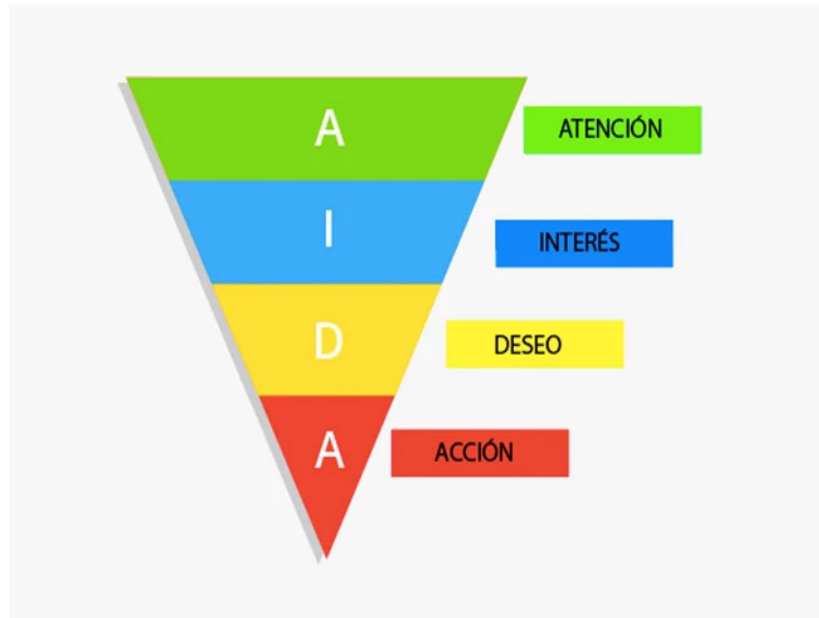 A
ATENCIÓN
I
INTERÉS
D
DESEO
A
ACCIÓN